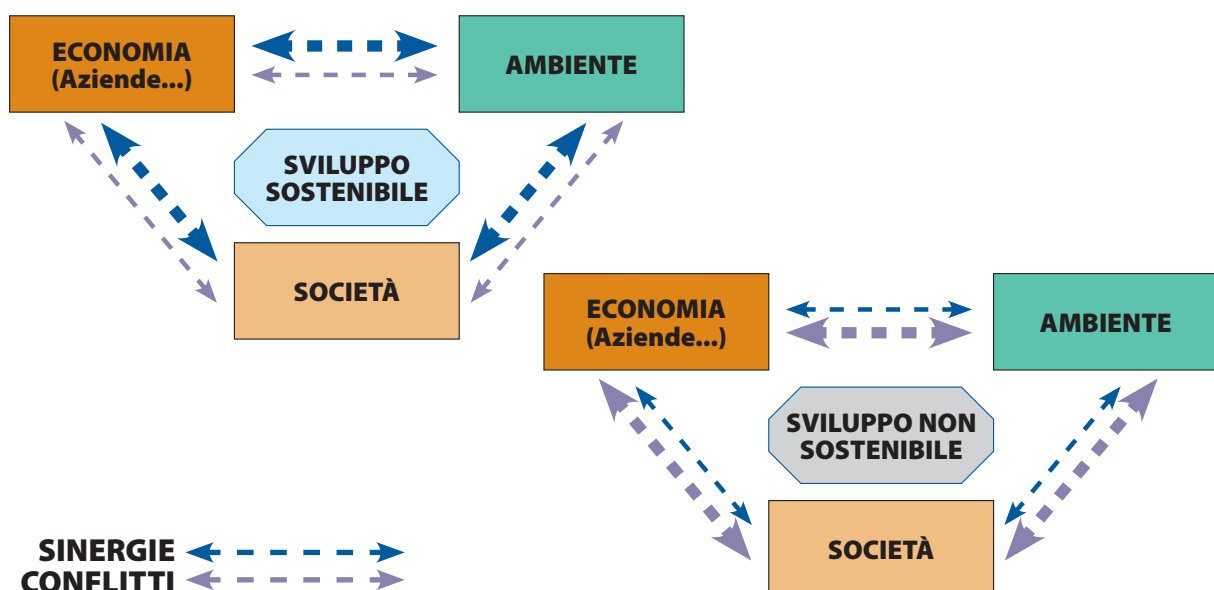 ECONOMIA
(Aziende...)
AMBIENTE
SVILUPPO
SOSTENIBILE
SOCIETÀ
ECONOMIA
(Aziende...)
AMBIENTE
SVILUPPO NON
SOSTENIBILE
SOCIETÀ
SINERGIE
CONFLITTI